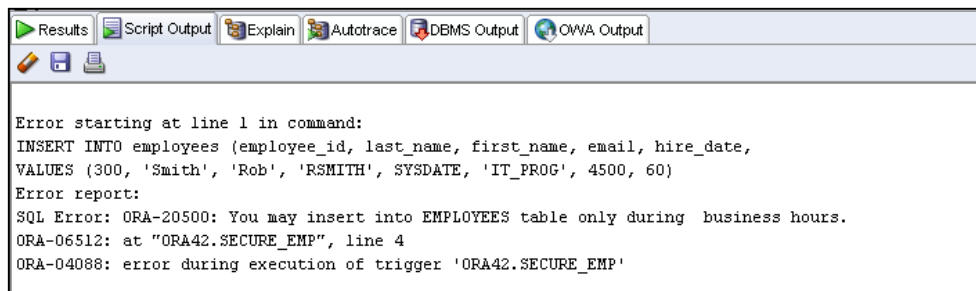 Results Script Output Explain Autotrace DBMS Output OWA Output
Error starting at line 1 in command:
INSERT INTO employees (employee_id, last_name, first_name, email, hire_date,
VALUES (300, 'Smith', 'Rob', 'RSMITH', SYSDATE, 'IT_PROG', 4500, 60)
Error report:
SQL Error: ORA-20500: You may insert into EMPLOYEES table only during  business hours.
ORA-06512: at "ORA42.SECURE_EMP", line 4
ORA-04088: error during execution of trigger 'ORA42.SECURE_EMP'